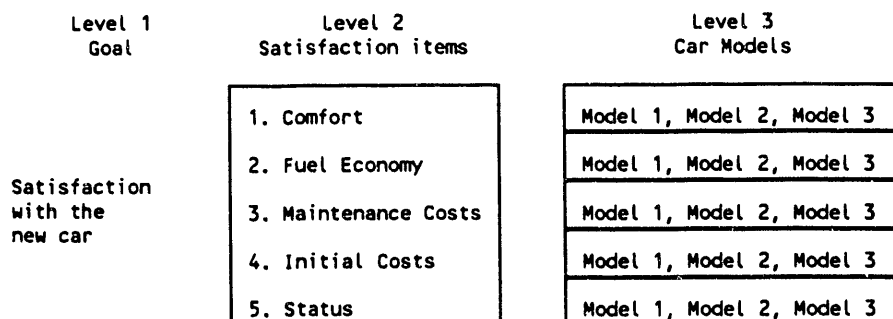 Level 1 Level 2 Level 3
Goal Satisfaction items Car Models
1. Comfort Model 1, Model 2, Model 3
2. Fuel Economy Model 1, Model 2, Model 3
Satisfaction
with the
new car
3. Maintenance Costs Model 1, Model 2, Model 3
4. Initial Costs Model 1, Model 2, Model 3
5. Status Model 1, Model 2, Model 3